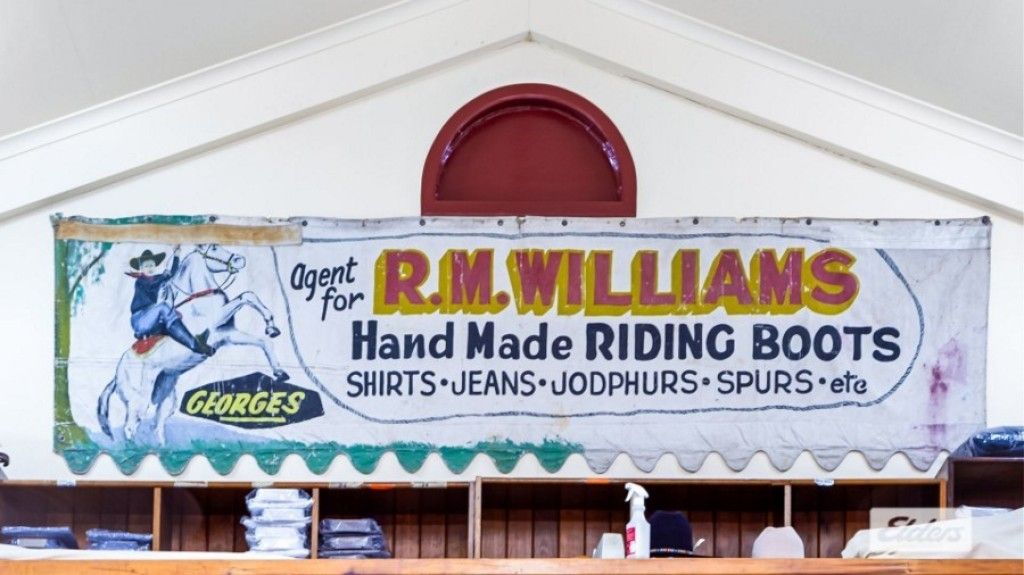 agent
for
R.M.WILLIAMS
Hand Made RIDING BOOTS
SHIRTS•JEANS•JODPHURS•SPURS•etc
GEORGES
Elders